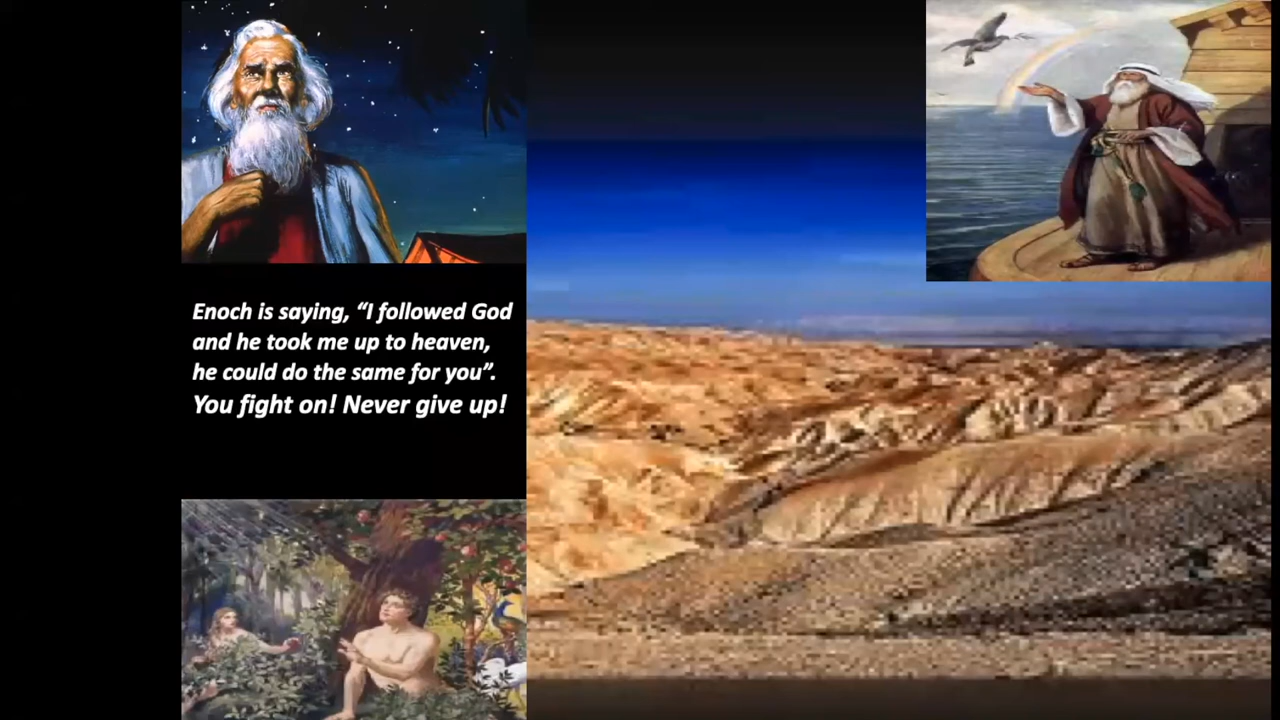 Enoch is saying, “I followed God
and he took me up to heaven,
he could do the same for you”.
You fight on! Never give up!